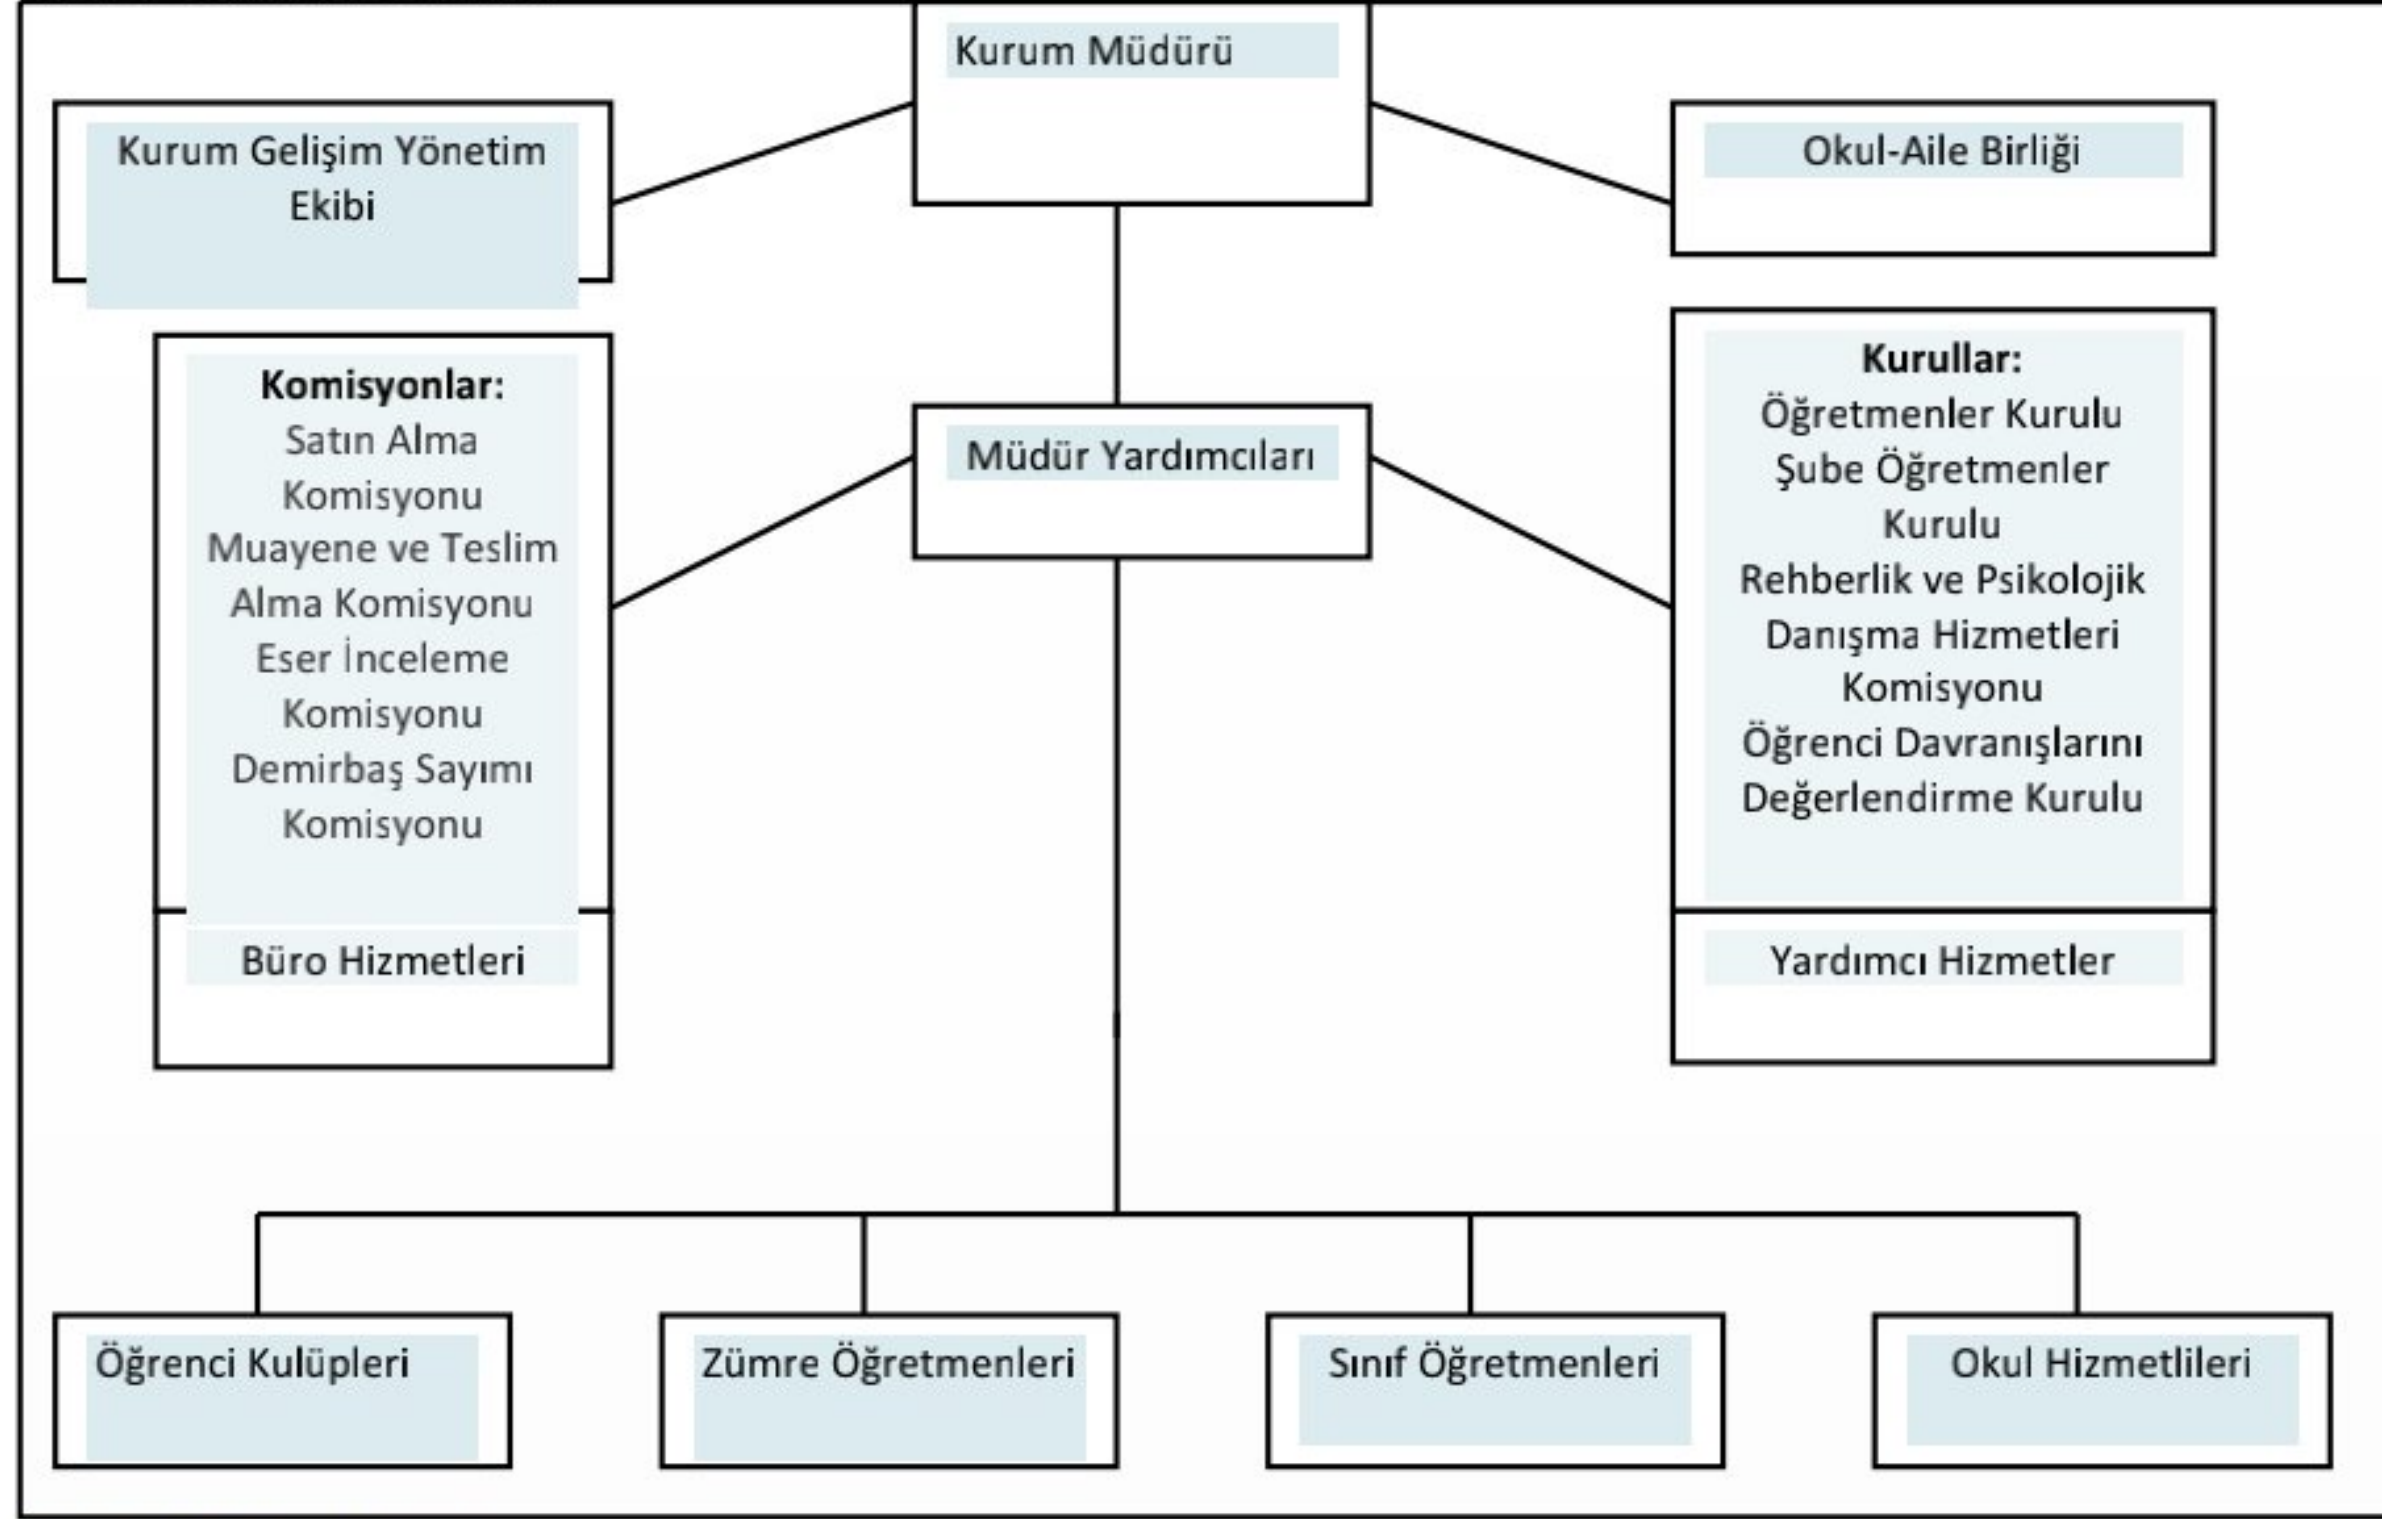 Kurum Müdürü
Kurum Gelişim Yönetim
Ekibi
Okul-Aile Birliği
Komisyonlar:
Satın Alma
Komisyonu
Muayene ve Teslim
Alma Komisyonu
Eser İnceleme
Komisyonu
Demirbaş Sayımı
Komisyonu
Müdür Yardımcıları
Kurullar:
Öğretmenler Kurulu
Şube Öğretmenler
Kurulu
Rehberlik ve Psikolojik
Danışma Hizmetleri
Komisyonu
Öğrenci Davranışlarını
Değerlendirme Kurulu
Büro Hizmetleri
Yardımcı Hizmetler
Öğrenci Kulüpleri
Zümre Öğretmenleri
Sınıf Öğretmenleri
Okul Hizmetlileri